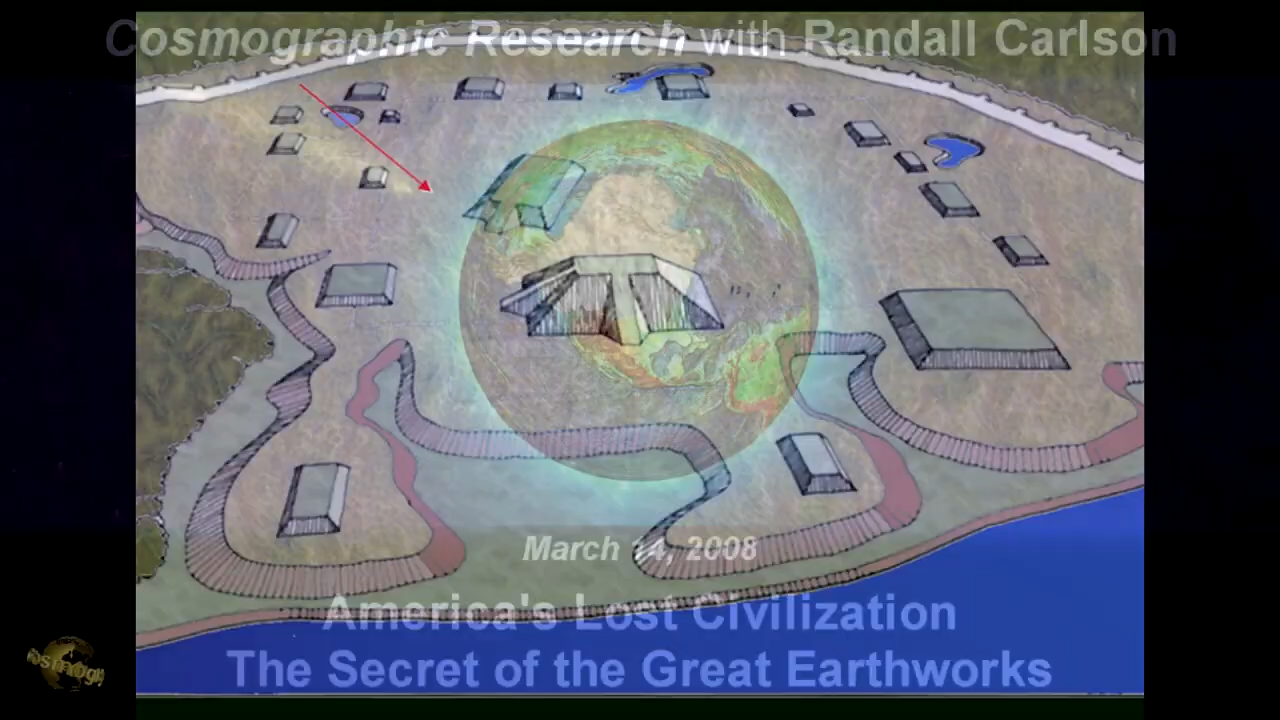 Cosmographic Research with Randall Carlson
March 14, 2008
America's Lost Civilization
The Secret of the Great Earthworks